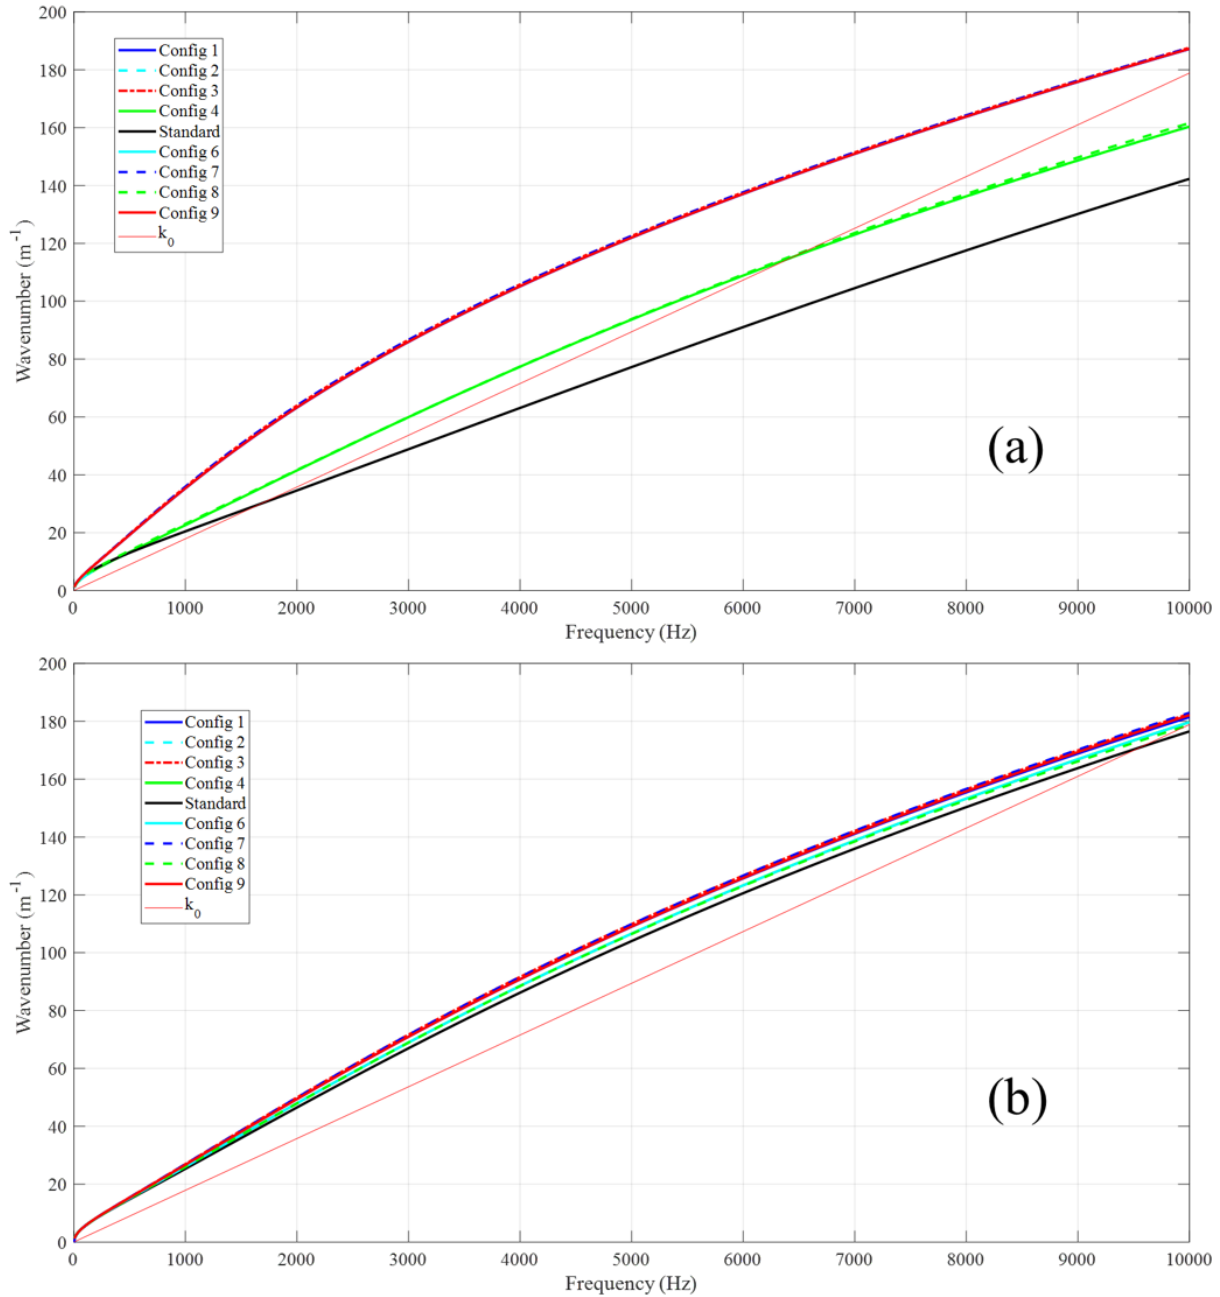 200
180
160
140
120
100
80
60
40
20
0
Wavenumber (m⁻¹)
Config 1
Config 2
Config 3
Config 4
Standard
Config 6
Config 7
Config 8
Config 9
k₀
(a)
0 1000 2000 3000 4000 5000 6000 7000 8000 9000 10000
Frequency (Hz)
200
180
160
140
120
100
80
60
40
20
0
Wavenumber (m⁻¹)
Config 1
Config 2
Config 3
Config 4
Standard
Config 6
Config 7
Config 8
Config 9
k₀
(b)
0 1000 2000 3000 4000 5000 6000 7000 8000 9000 10000
Frequency (Hz)